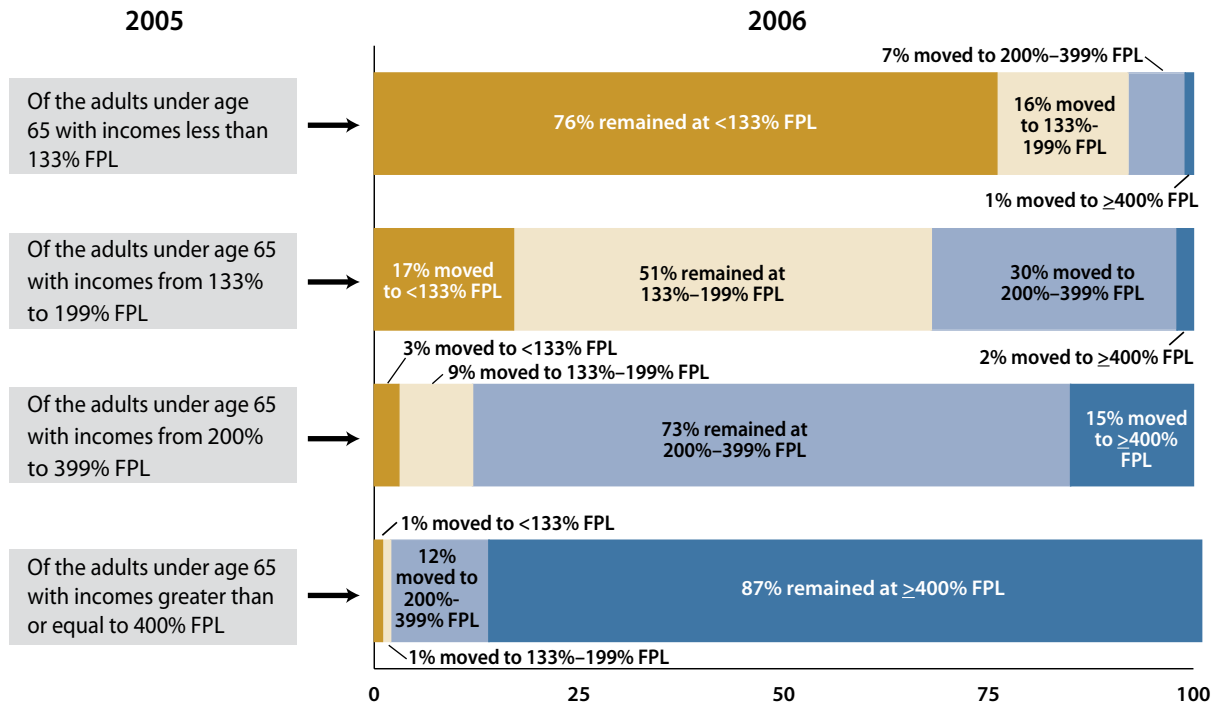 2005
2006
7% moved to 200%–399% FPL
Of the adults under age
65 with incomes less than
133% FPL
76% remained at <133% FPL
16% moved
to 133%-
199% FPL
1% moved to ≥400% FPL
Of the adults under age 65
with incomes from 133%
to 199% FPL
17% moved
to <133% FPL
51% remained at
133%–199% FPL
30% moved to
200%–399% FPL
2% moved to ≥400% FPL
3% moved to <133% FPL
9% moved to 133%–199% FPL
Of the adults under age 65
with incomes from 200%
to 399% FPL
73% remained at
200%–399% FPL
15% moved
to ≥400%
FPL
1% moved to <133% FPL
Of the adults under age 65
with incomes greater than
or equal to 400% FPL
12%
moved to
200%-
399% FPL
87% remained at ≥400% FPL
1% moved to 133%–199% FPL
0 25 50 75 100